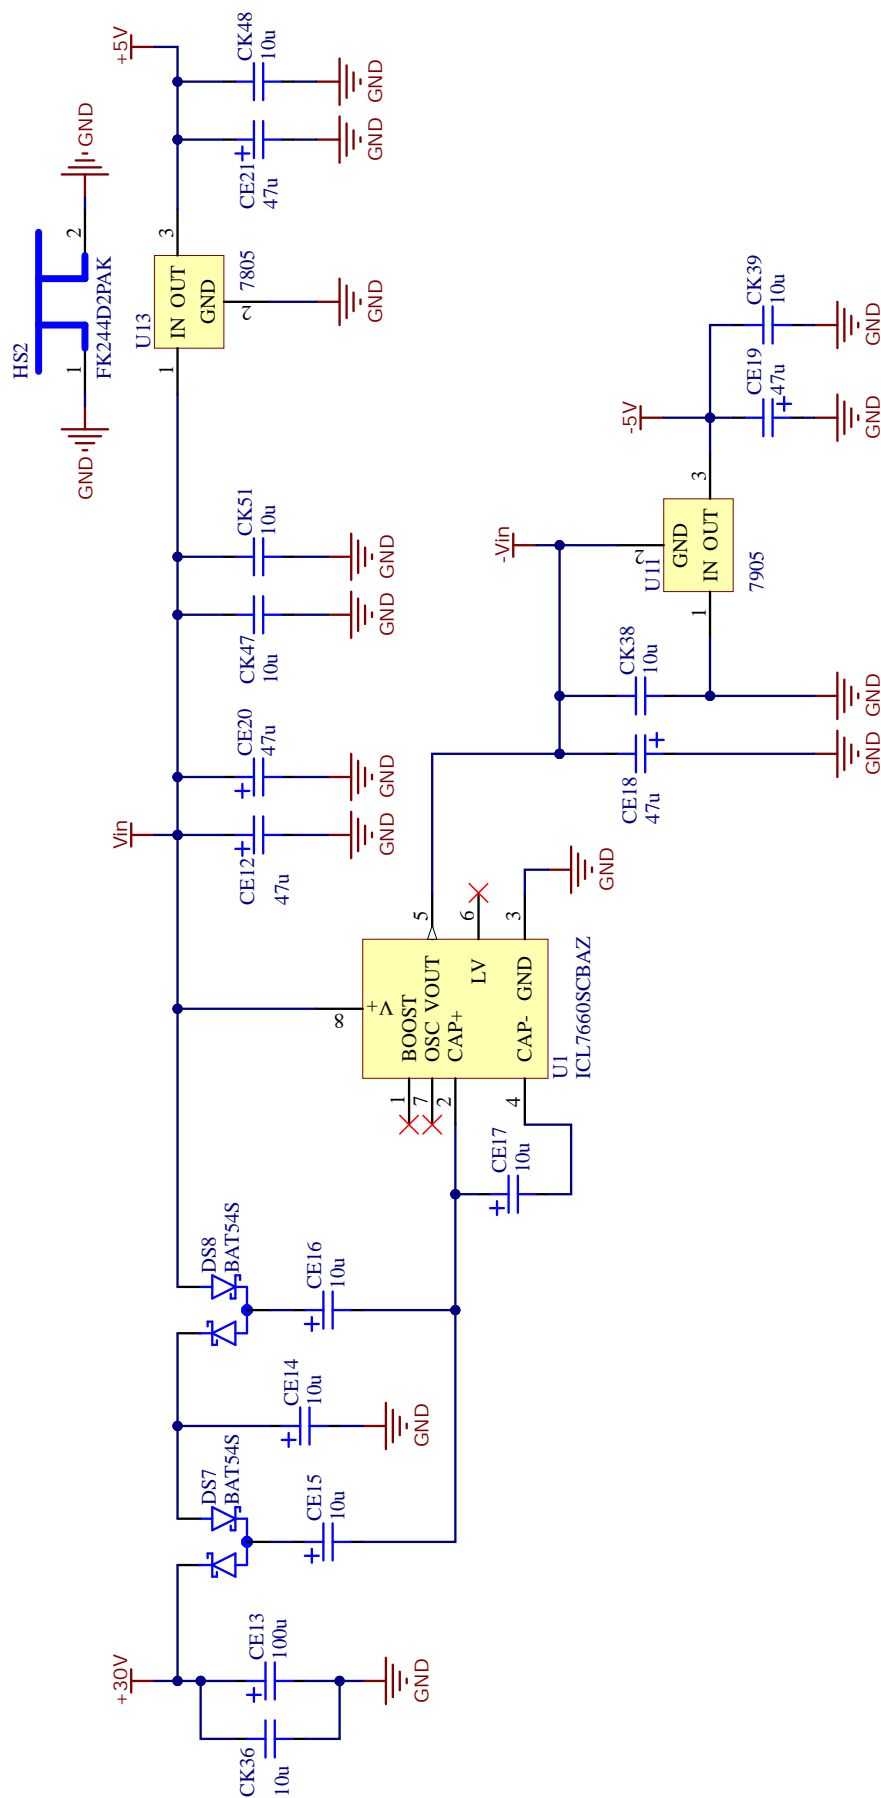 +30V
CK36
10u
CE13
100u
GND
DS7
BAT54S
CE15
10u
CE14
10u
GND
DS8
BAT54S
CE16
10u
CE17
10u
1
7
2
4
BOOST
OSC VOUT
CAP+
LV
CAP- GND
V+
8
5
6
3
U1
ICL7660SCBAZ
GND
Vin
CE12
47u
GND
CE20
47u
GND
CK47
10u
GND
CK51
10u
GND
HS2
1
2
FK244D2PAK
GND
GND
U13
1
IN OUT
GND
3
2
7805
GND
+5V
CE21
47u
GND
CK48
10u
GND
-Vin
CE18
47u
GND
CK38
10u
GND
U11
2
GND
IN OUT
1
3
7905
-5V
CE19
47u
GND
CK39
10u
GND